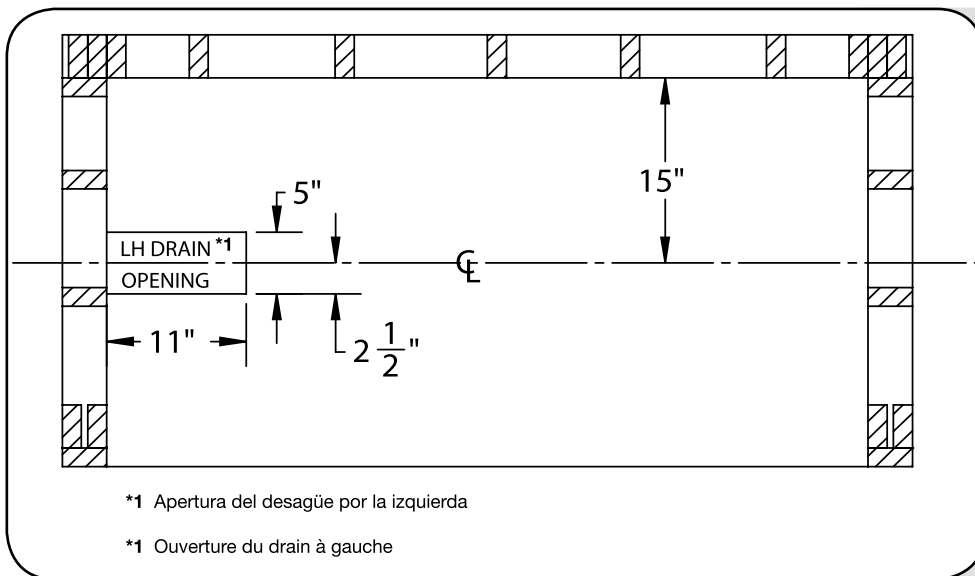 5"
15"
LH DRAIN *1
OPENING
℄
11"
2 1/2"
*1 Apertura del desagüe por la izquierda
*1 Ouverture du drain à gauche